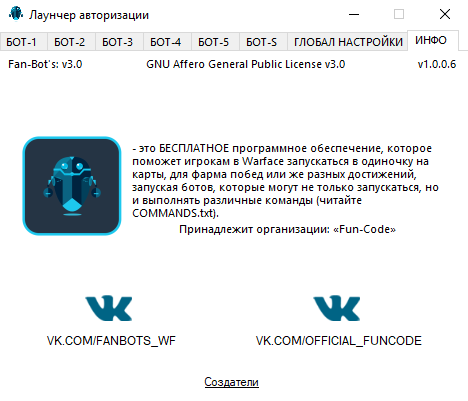 Лаунчер авторизации
БОТ-1 БОТ-2 БОТ-3 БОТ-4 БОТ-5 БОТ-S ГЛОБАЛ НАСТРОЙКИ ИНФО
Fan-Bot's: v3.0 GNU Affero General Public License v3.0 v1.0.0.6
- это БЕСПЛАТНОЕ программное обеспечение, которое
поможет игрокам в Warface запускаться в одиночку на
карты, для фарма побед или же разных достижений,
запуская ботов, которые могут не только запускаться, но
и выполнять различные команды (читайте
COMMANDS.txt).
Принадлежит организации: «Fun-Code»
VK.COM/FANBOTS_WF VK.COM/OFFICIAL_FUNCODE
Создатели